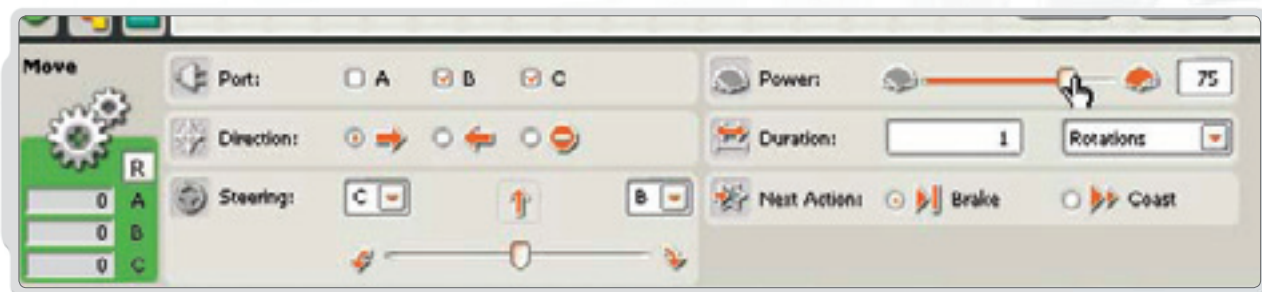 Move
R
0 A
0 B
0 C
Port: A B C
Direction:
Steering: C B
Power: 75
Duration: 1 Rotations
Next Action: Brake Coast